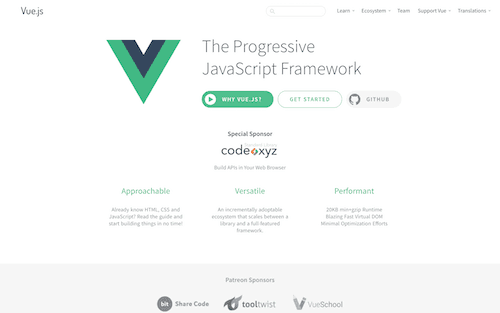 Vue.js
Learn Ecosystem Team Support Vue Translations
The Progressive
JavaScript Framework
WHY VUE.JS?
GET STARTED
GITHUB
Special Sponsor
code xyz
Build APIs in Your Web Browser
Approachable
Already know HTML, CSS and
JavaScript? Read the guide and
start building things in no time!
Versatile
An incrementally adoptable
ecosystem that scales between a
library and a full-featured
framework.
Performant
20KB min+gzip Runtime
Blazing Fast Virtual DOM
Minimal Optimization Efforts
Patreon Sponsors
bit Share Code
tooltwist
VueSchool